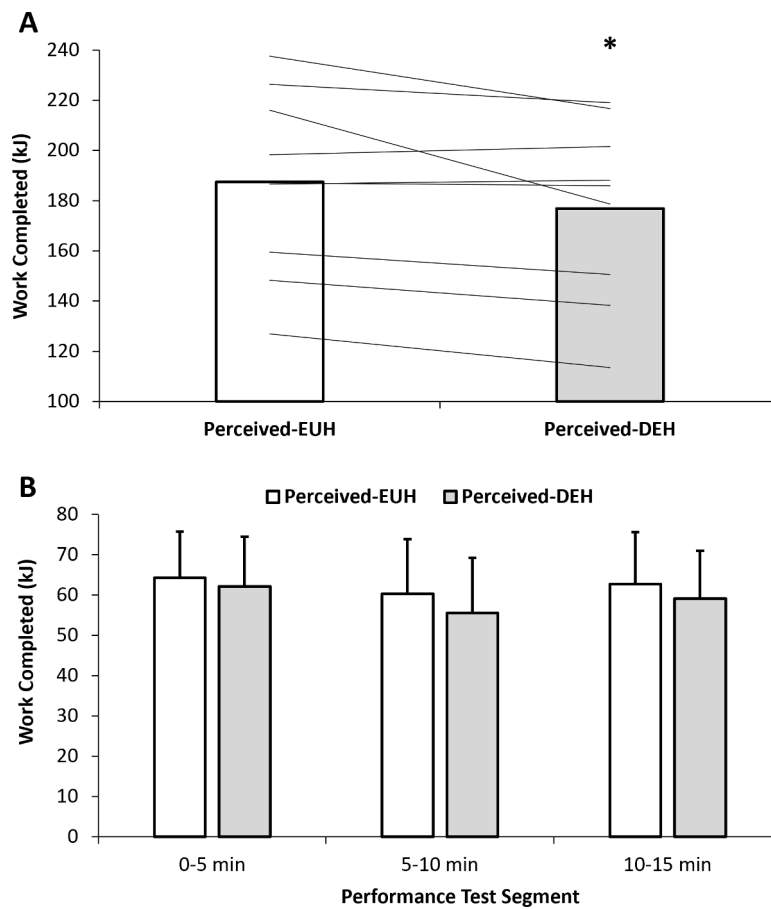 A
*
Work Completed (kJ)
240
220
200
180
160
140
120
100
Perceived-EUH Perceived-DEH
B
Perceived-EUH Perceived-DEH
Work Completed (kJ)
80
70
60
50
40
30
20
10
0
0-5 min 5-10 min 10-15 min
Performance Test Segment